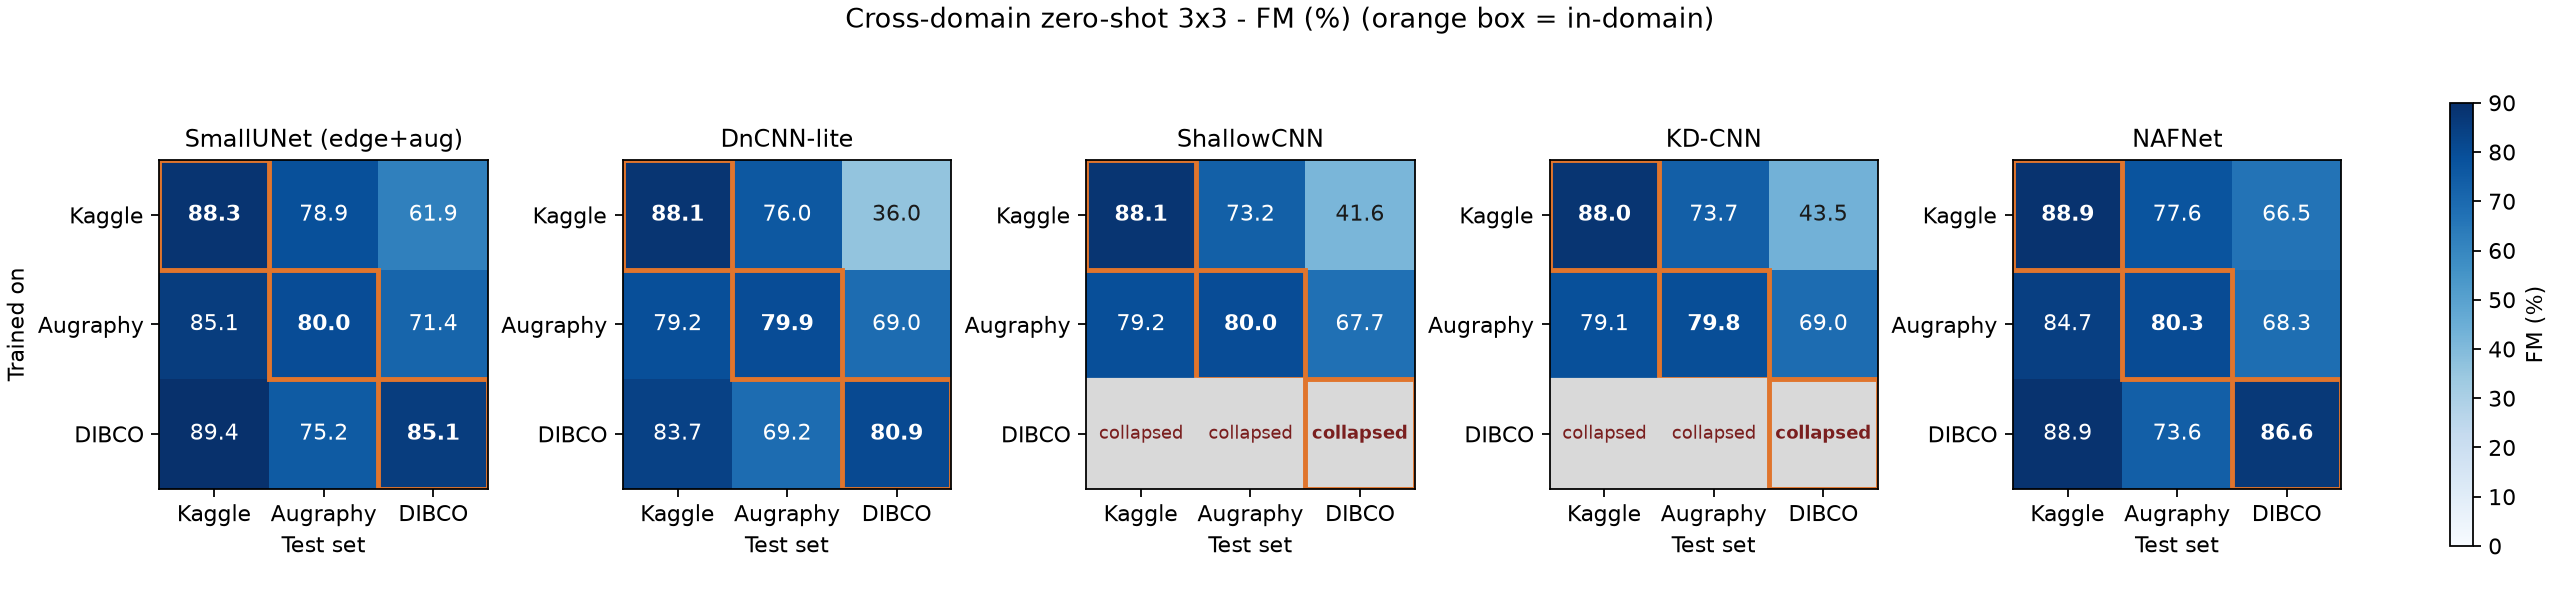 Cross-domain zero-shot 3x3 - FM (%) (orange box = in-domain)
SmallUNet (edge+aug)
Trained on
Kaggle 88.3 78.9 61.9
Augraphy 85.1 80.0 71.4
DIBCO 89.4 75.2 85.1
Kaggle Augraphy DIBCO
Test set
DnCNN-lite
Kaggle 88.1 76.0 36.0
Augraphy 79.2 79.9 69.0
DIBCO 83.7 69.2 80.9
Kaggle Augraphy DIBCO
Test set
ShallowCNN
Kaggle 88.1 73.2 41.6
Augraphy 79.2 80.0 67.7
DIBCO collapsed collapsed collapsed
Kaggle Augraphy DIBCO
Test set
KD-CNN
Kaggle 88.0 73.7 43.5
Augraphy 79.1 79.8 69.0
DIBCO collapsed collapsed collapsed
Kaggle Augraphy DIBCO
Test set
NAFNet
Kaggle 88.9 77.6 66.5
Augraphy 84.7 80.3 68.3
DIBCO 88.9 73.6 86.6
Kaggle Augraphy DIBCO
Test set
90
80
70
60
50
40
30
20
10
0
FM (%)